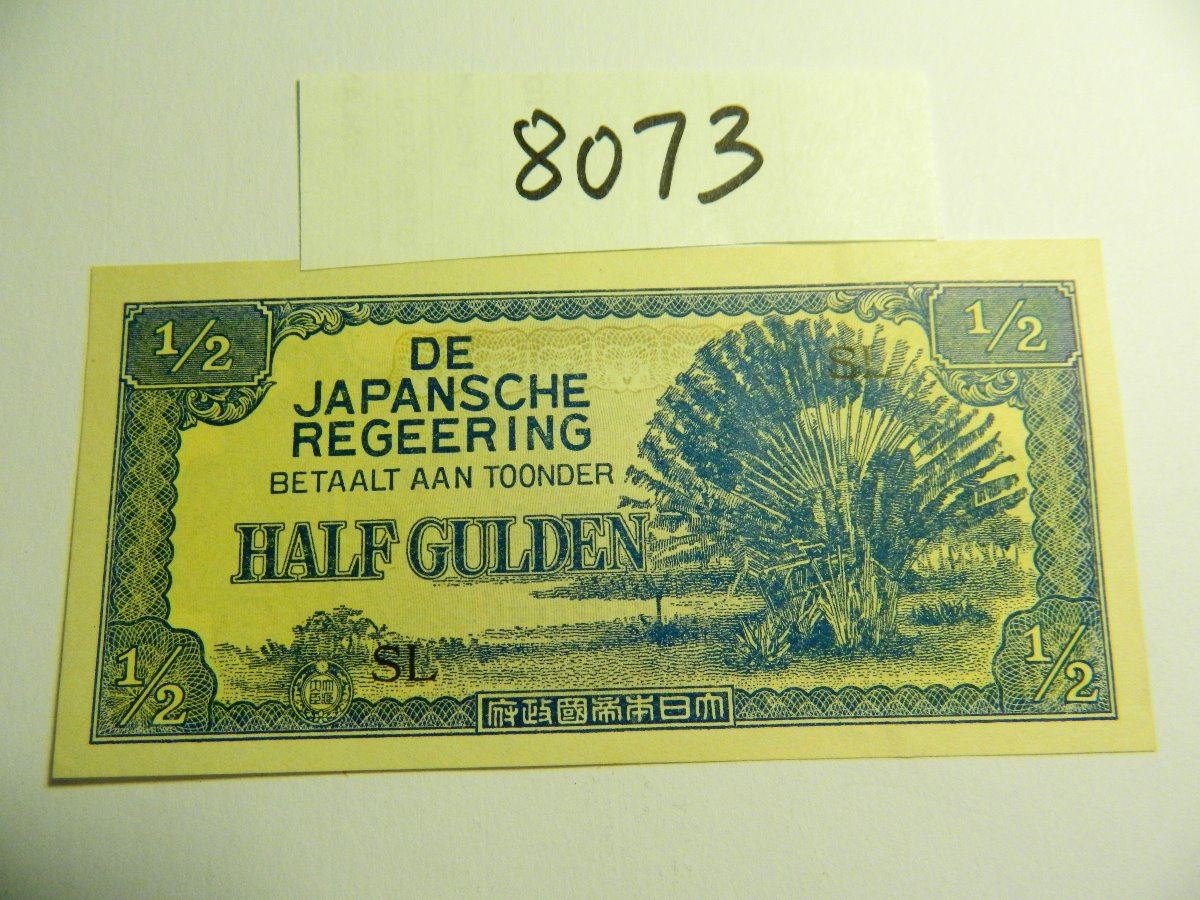 8073
1/2
1/2
DE
JAPANSCHE
REGEERING
BETAALT AAN TOONDER
HALF GULDEN
SL
SL
1/2
1/2
府政國帝本日大